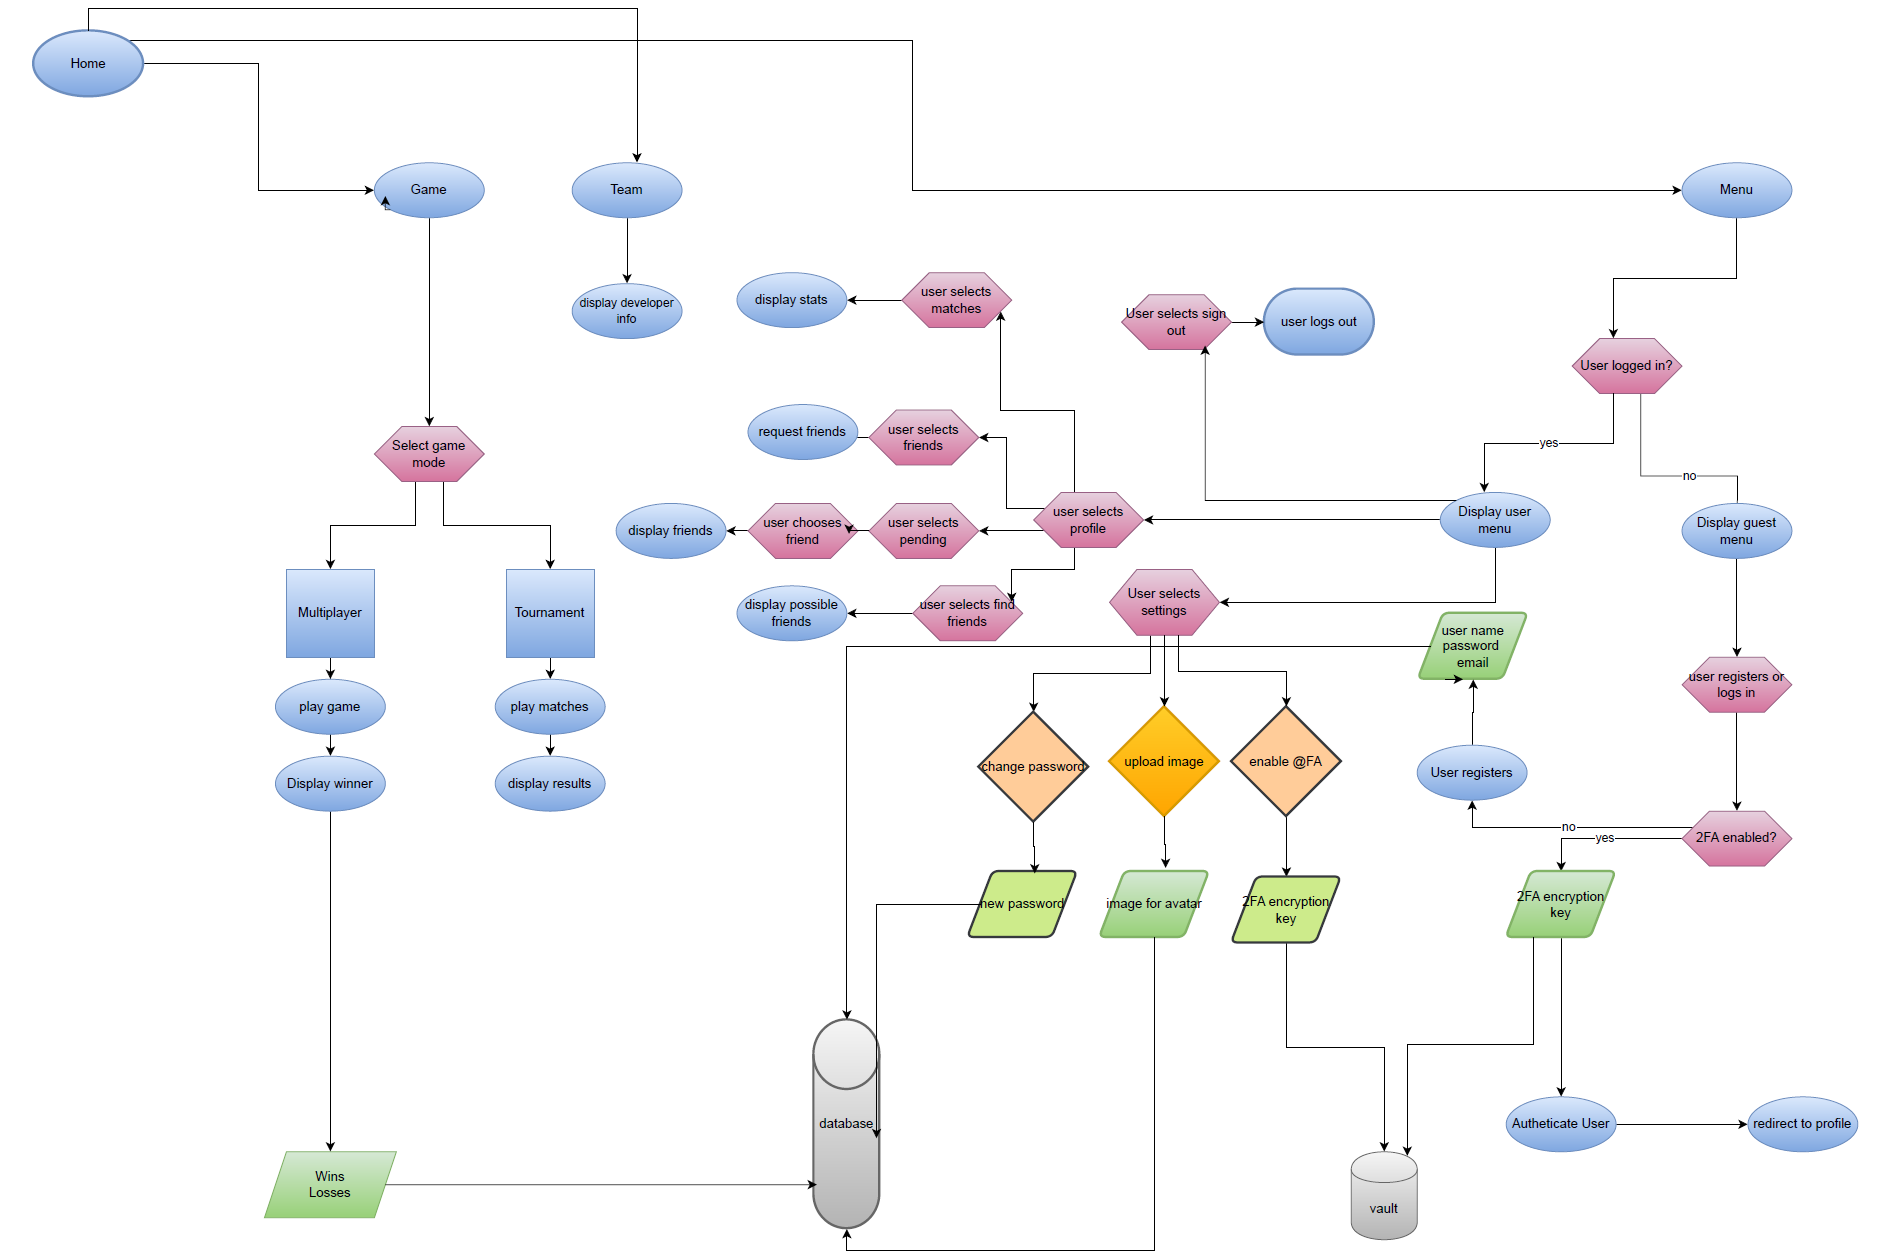 Home
Game
Team
Menu
display developer
info
display stats
user selects
matches
User selects sign
out
user logs out
User logged in?
yes
no
request friends
user selects
friends
Select game
mode
display friends
user chooses
friend
user selects
pending
user selects
profile
Display user
menu
Display guest
menu
Multiplayer
Tournament
display possible
friends
user selects find
friends
User selects
settings
user name
password
email
user registers or
logs in
play game
play matches
change password
upload image
enable @FA
User registers
Display winner
display results
no
yes
2FA enabled?
new password
image for avatar
2FA encryption
key
2FA encryption
key
database
Autheticate User
redirect to profile
Wins
Losses
vault